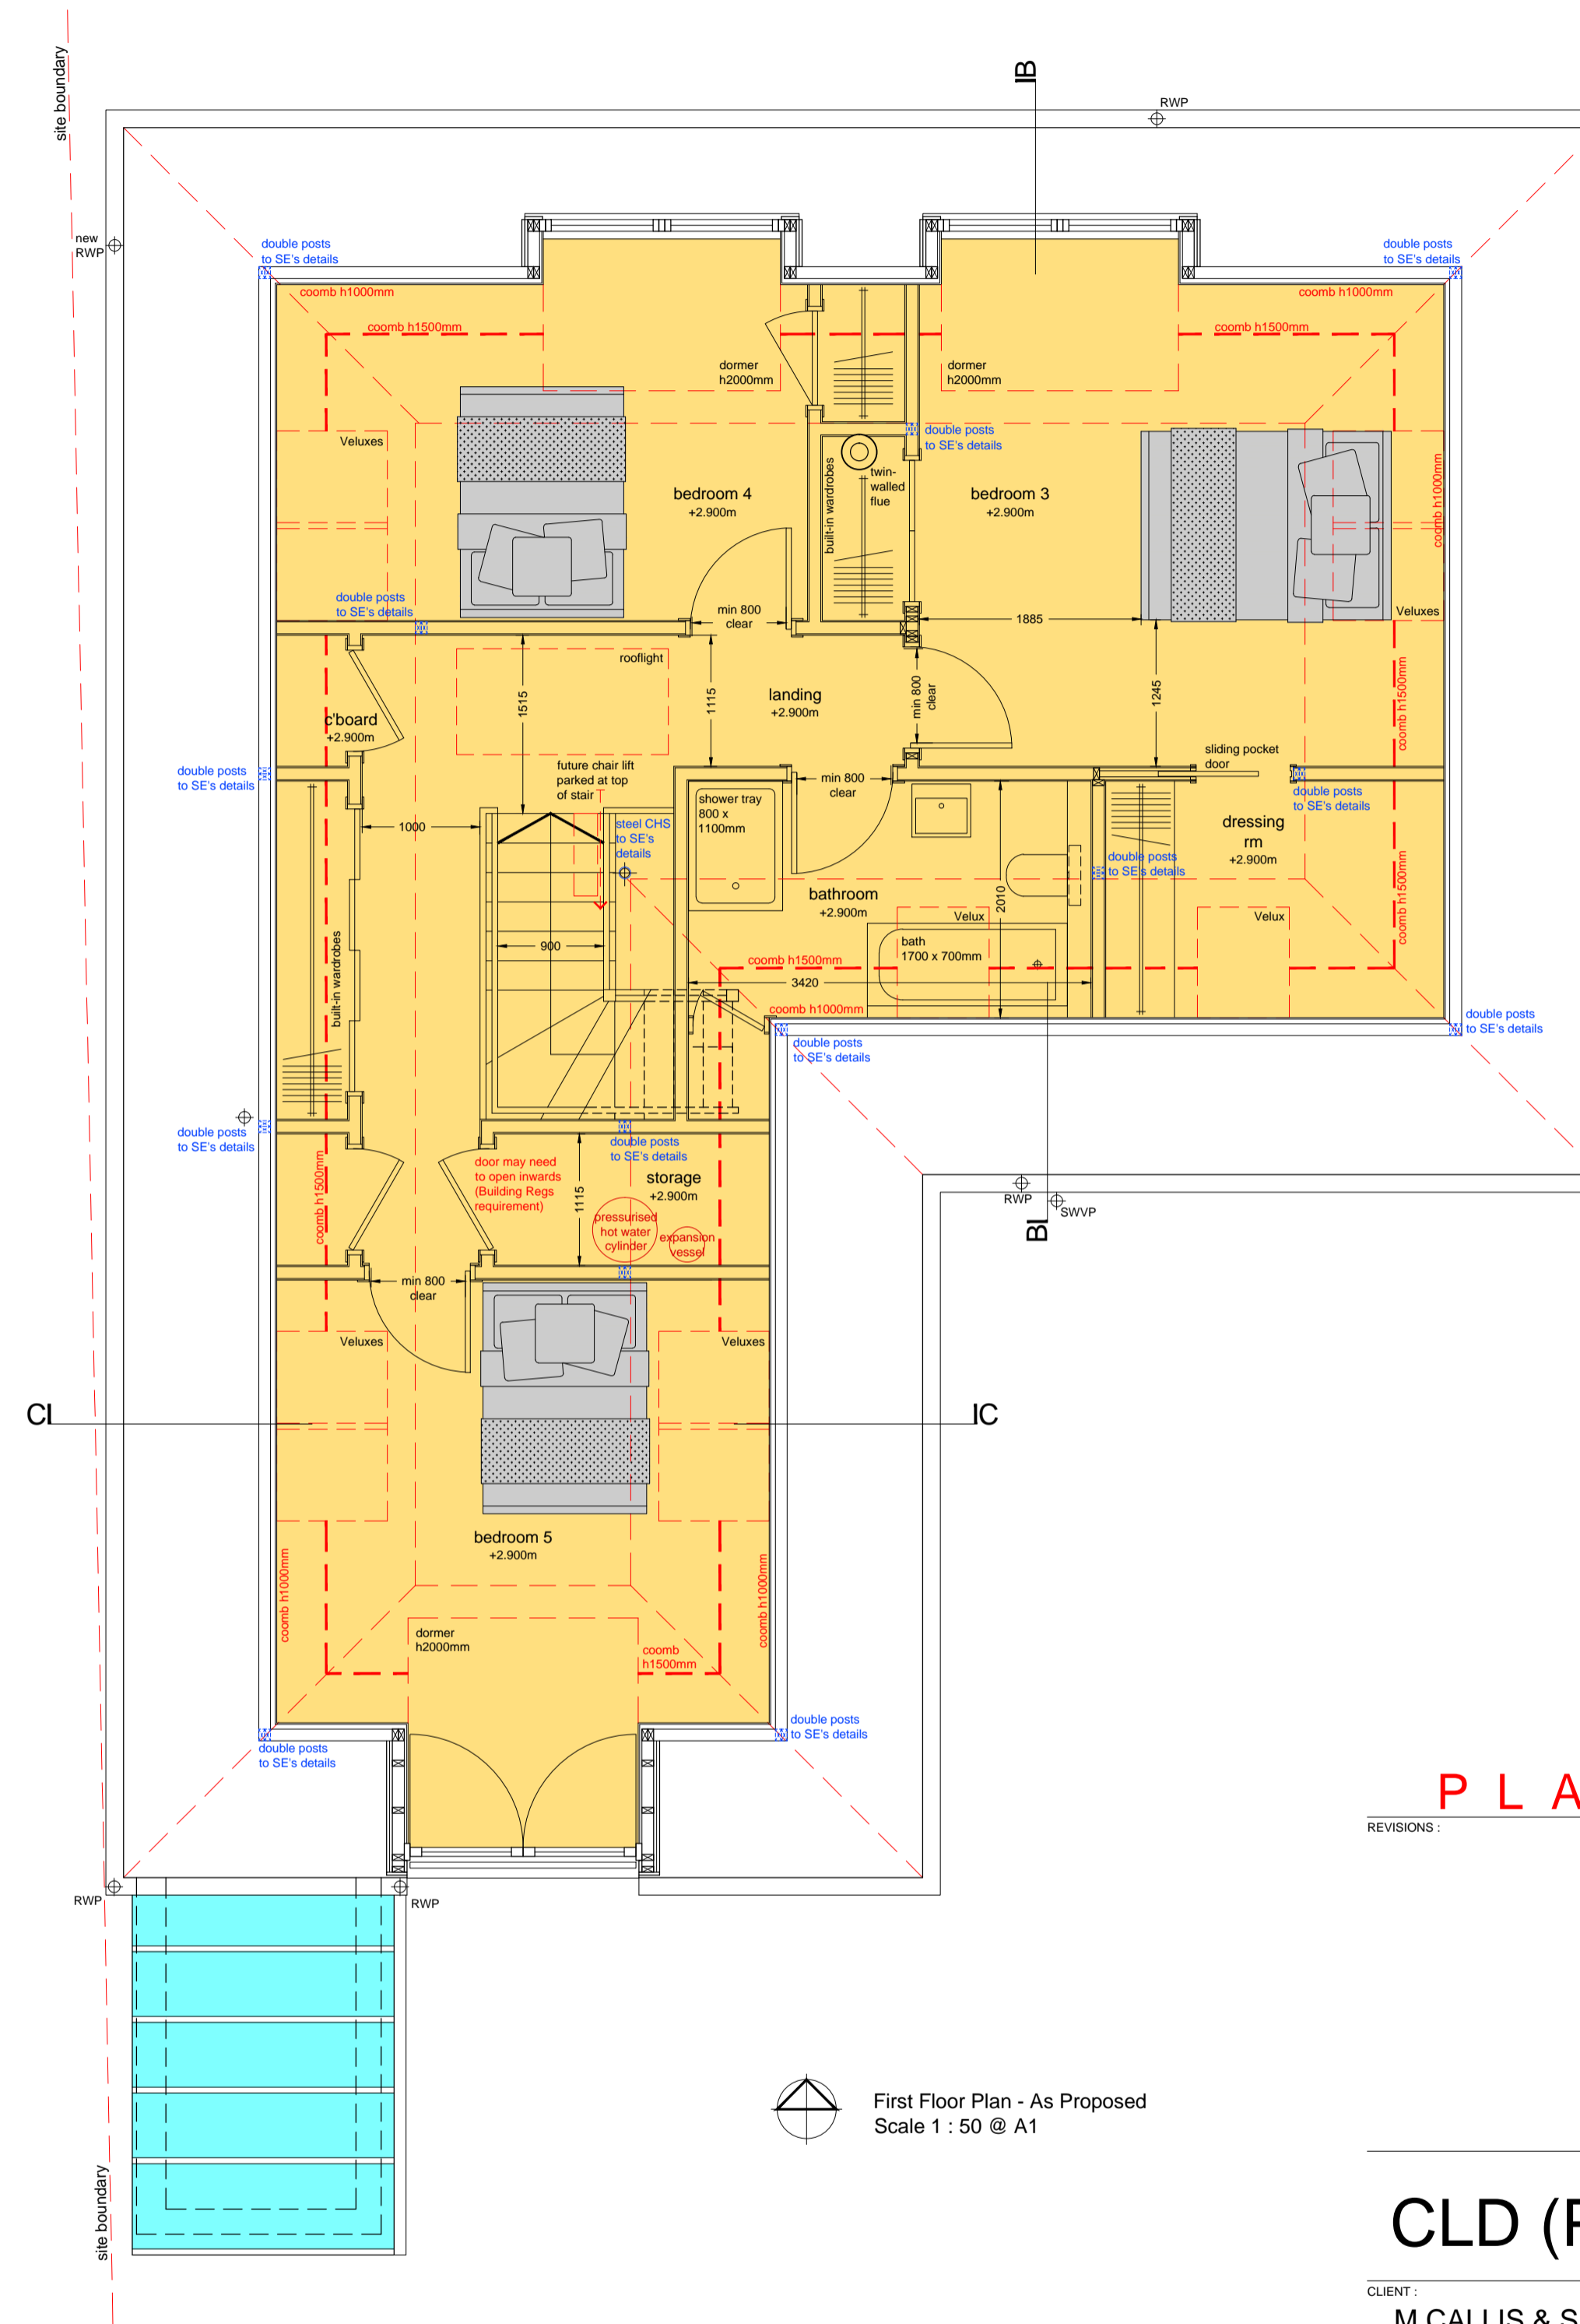 site boundary
IB
RWP
new
RWP
double posts
to SE's details
double posts
to SE's details
coomb h1000mm
coomb h1000mm
coomb h1500mm
coomb h1500mm
dormer
h2000mm
dormer
h2000mm
Veluxes
double posts
to SE's details
built-in wardrobes
twin-
walled
flue
coomb h1000mm
bedroom 4
+2.900m
bedroom 3
+2.900m
double posts
to SE's details
min 800
clear
1885
Veluxes
rooflight
1515
1115
landing
+2.900m
min 800
clear
1245
coomb h1500mm
c'board
+2.900m
double posts
to SE's details
future chair lift
parked at top
of stair
min 800
clear
sliding pocket
door
double posts
to SE's details
shower tray
800 x
1100mm
1000
steel CHS
to SE's
details
dressing
rm
+2.900m
double posts
to SE's details
bathroom
+2.900m
2010
coomb h1500mm
Velux
Velux
900
bath
1700 x 700mm
built-in wardrobes
coomb h1500mm
3420
coomb h1000mm
double posts
to SE's details
double posts
to SE's details
double posts
to SE's details
double posts
to SE's details
door may need
to open inwards
(Building Regs
requirement)
1115
storage
+2.900m
coomb h1500mm
pressurised
hot water
cylinder
expansion
vessel
RWP
SWVP
BI
min 800
clear
Veluxes
Veluxes
CI
IC
bedroom 5
+2.900m
coomb h1000mm
coomb h1000mm
dormer
h2000mm
coomb
h1500mm
double posts
to SE's details
double posts
to SE's details
P L A
REVISIONS :
RWP
RWP
First Floor Plan - As Proposed
Scale 1 : 50 @ A1
site boundary
CLD (
CLIENT :
M CALLIS & S